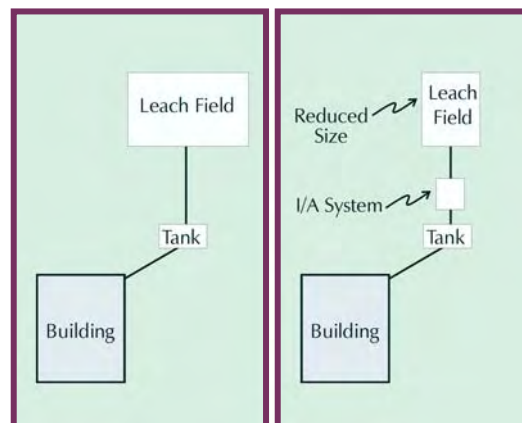 Leach Field
Tank
Building
Reduced
Size
Leach
Field
I/A System
Tank
Building